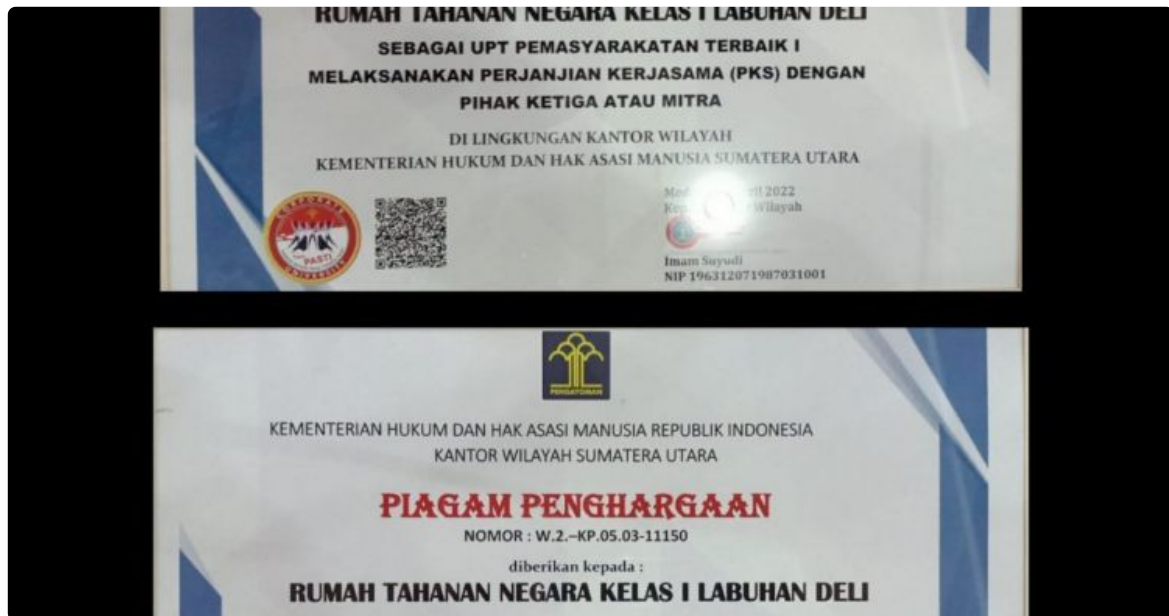 RUMAH TAHANAN NEGARA KELAS I LABUHAN DELI
SEBAGAI UPT PEMASYARAKATAN TERBAIK I
MELAKSANAKAN PERJANJIAN KERJASAMA (PKS) DENGAN
PIHAK KETIGA ATAU MITRA
DI LINGKUNGAN KANTOR WILAYAH
KEMENTERIAN HUKUM DAN HAK ASASI MANUSIA SUMATERA UTARA
2022
Wilayah
CORPORATE
PASTI
UNIVERSITY
Imam Suyudi
NIP 196312071987031001
PENGAYOMAN
KEMENTERIAN HUKUM DAN HAK ASASI MANUSIA REPUBLIK INDONESIA
KANTOR WILAYAH SUMATERA UTARA
PIAGAM PENGHARGAAN
NOMOR : W.2.–KP.05.03-11150
diberikan kepada :
RUMAH TAHANAN NEGARA KELAS I LABUHAN DELI